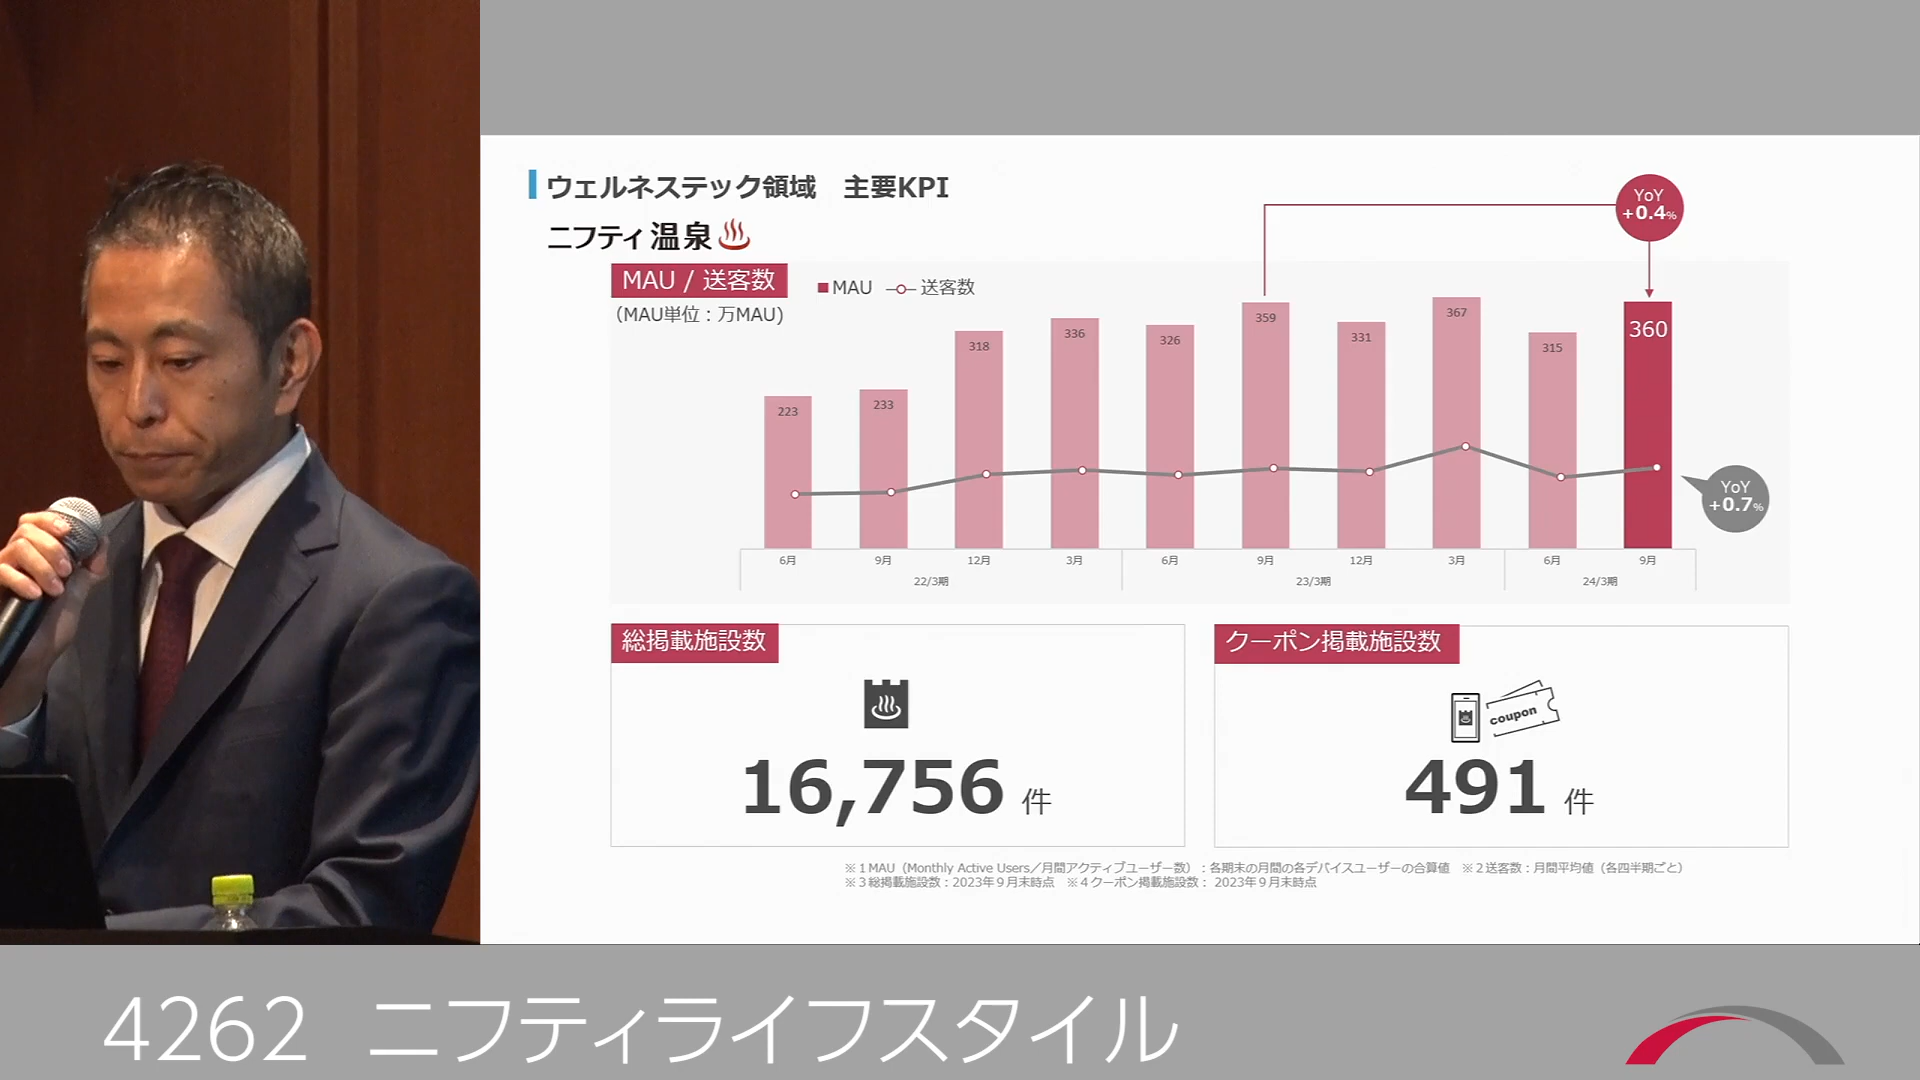 ウェルネステック領域　主要KPI
ニフティ温泉
YoY
+0.4%
MAU / 送客数
MAU 送客数
（MAU単位：万MAU）
223
233
318
336
326
359
331
367
315
360
YoY
+0.7%
6月 9月 12月 3月 6月 9月 12月 3月 6月 9月
22/3期 23/3期 24/3期
総掲載施設数
16,756 件
クーポン掲載施設数
coupon
491 件
※１MAU（Monthly Active Users／月間アクティブユーザー数）：各期末の月間の各デバイスユーザーの合算値　※２送客数：月間平均値（各四半期ごと）
※３総掲載施設数：2023年９月末時点　※４クーポン掲載施設数： 2023年９月末時点
4262 ニフティライフスタイル